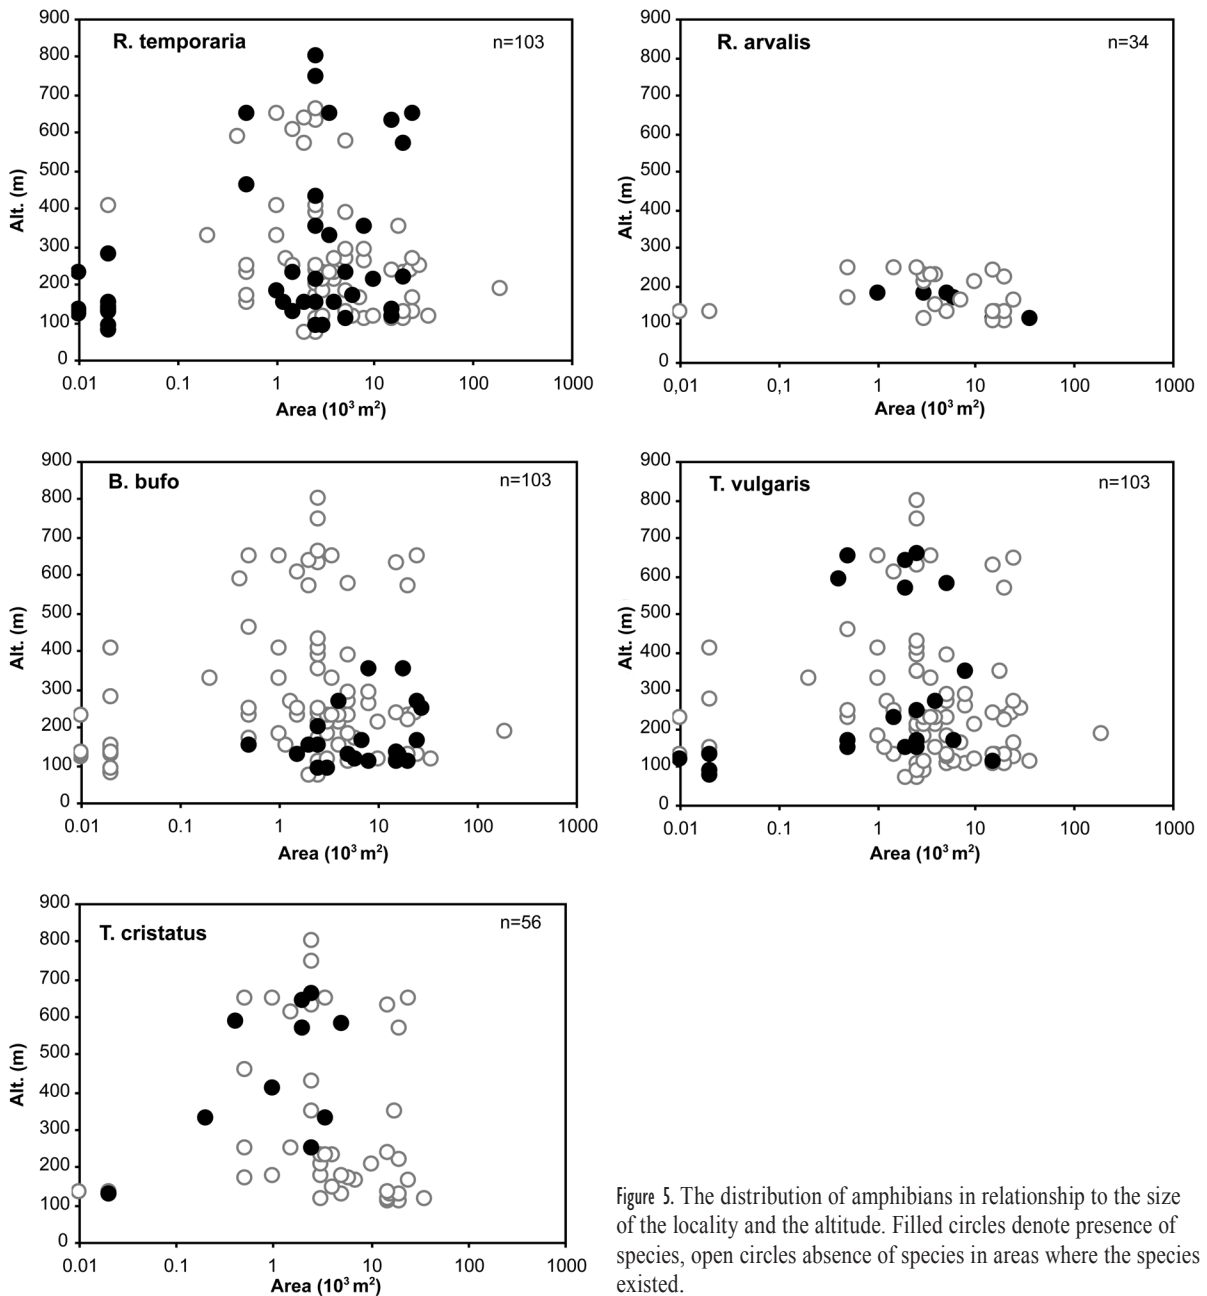 R. temporaria
n=103
900
800
700
600
500
400
300
200
100
0
Alt. (m)
0.01 0.1 1 10 100 1000
Area (10³ m²)
R. arvalis
n=34
900
800
700
600
500
400
300
200
100
0
Alt. (m)
0,01 0,1 1 10 100 1000
Area (10³ m²)
B. bufo
n=103
900
800
700
600
500
400
300
200
100
0
Alt. (m)
0.01 0.1 1 10 100 1000
Area (10³ m²)
T. vulgaris
n=103
900
800
700
600
500
400
300
200
100
0
Alt. (m)
0.01 0.1 1 10 100 1000
Area (10³ m²)
T. cristatus
n=56
900
800
700
600
500
400
300
200
100
0
Alt. (m)
0.01 0.1 1 10 100 1000
Area (10³ m²)
Figure 5. The distribution of amphibians in relationship to the size
of the locality and the altitude. Filled circles denote presence of
species, open circles absence of species in areas where the species
existed.